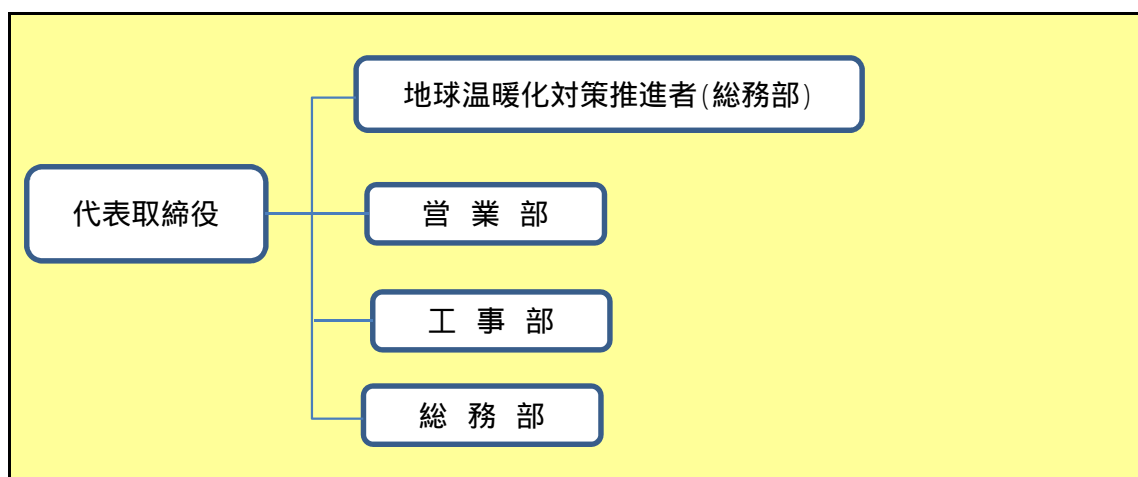 地球温暖化対策推進者(総務部)
代表取締役
営 業 部
工 事 部
総 務 部